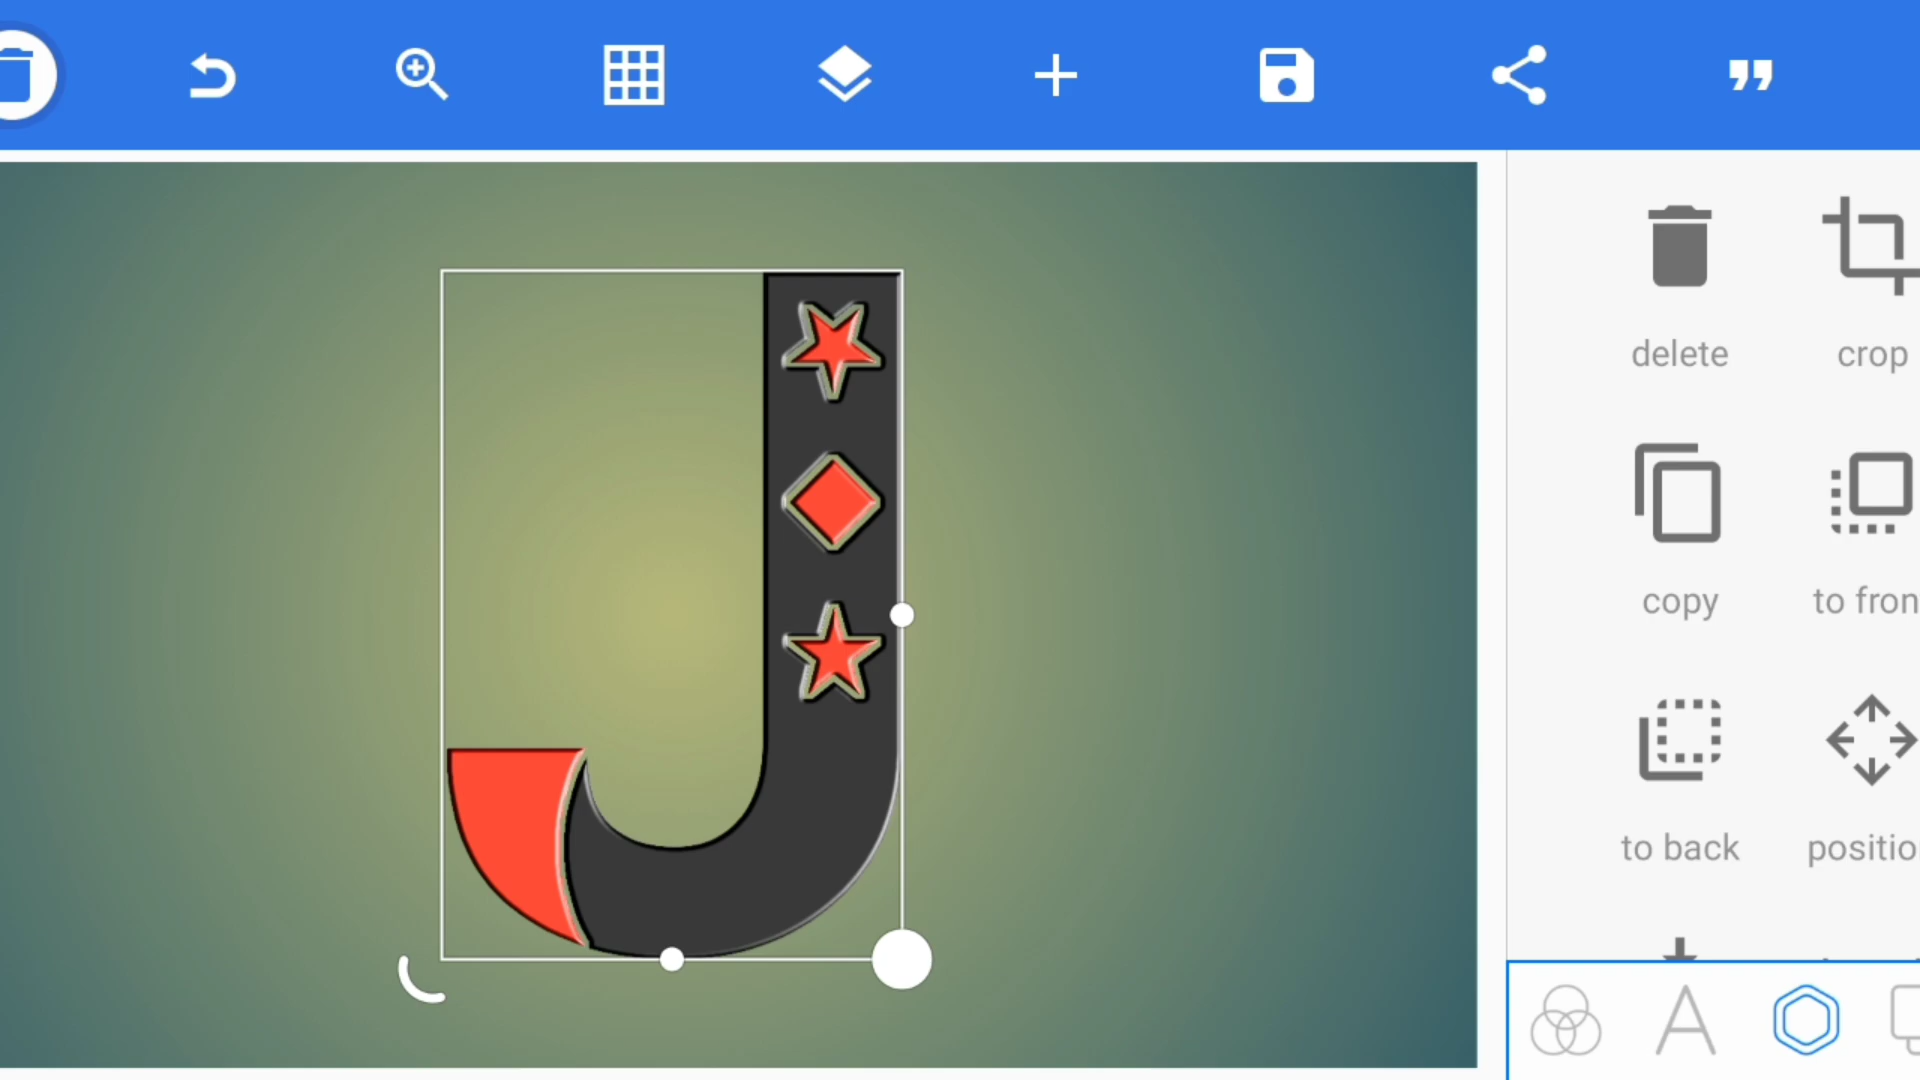 J
delete
crop
copy
to fron
to back
positio